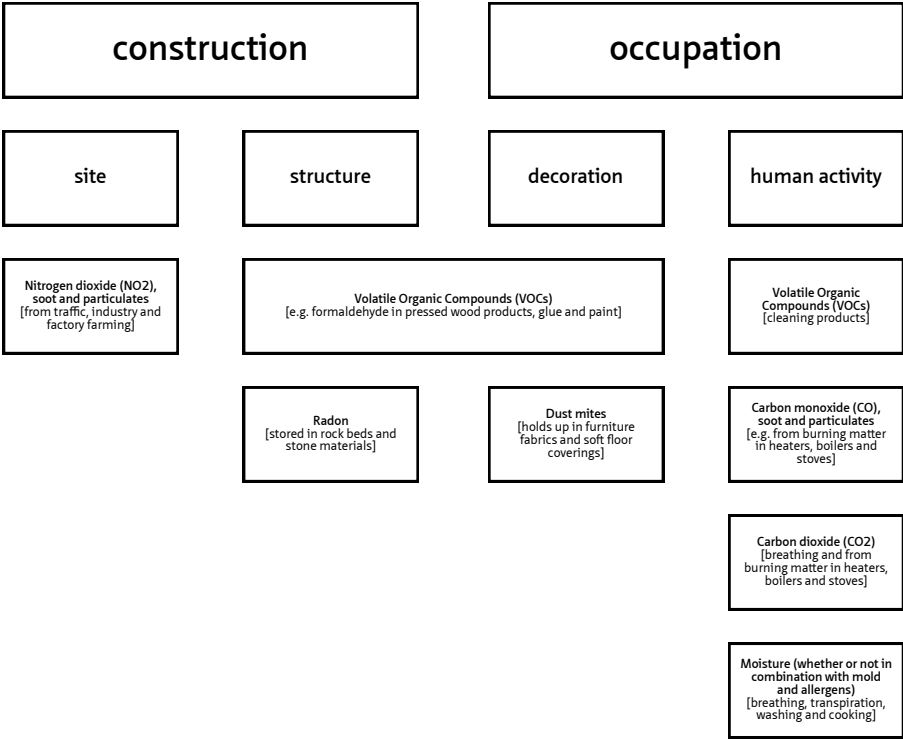 construction
occupation
site
structure
decoration
human activity
Nitrogen dioxide (NO2),
soot and particulates
[from traffic, industry and
factory farming]
Volatile Organic Compounds (VOCs)
[e.g. formaldehyde in pressed wood products, glue and paint]
Volatile Organic
Compounds (VOCs)
[cleaning products]
Radon
[stored in rock beds and
stone materials]
Dust mites
[holds up in furniture
fabrics and soft floor
coverings]
Carbon monoxide (CO),
soot and particulates
[e.g. from burning matter
in heaters, boilers and
stoves]
Carbon dioxide (CO2)
[breathing and from
burning matter in heaters,
boilers and stoves]
Moisture (whether or not in
combination with mold
and allergens)
[breathing, transpiration,
washing and cooking]